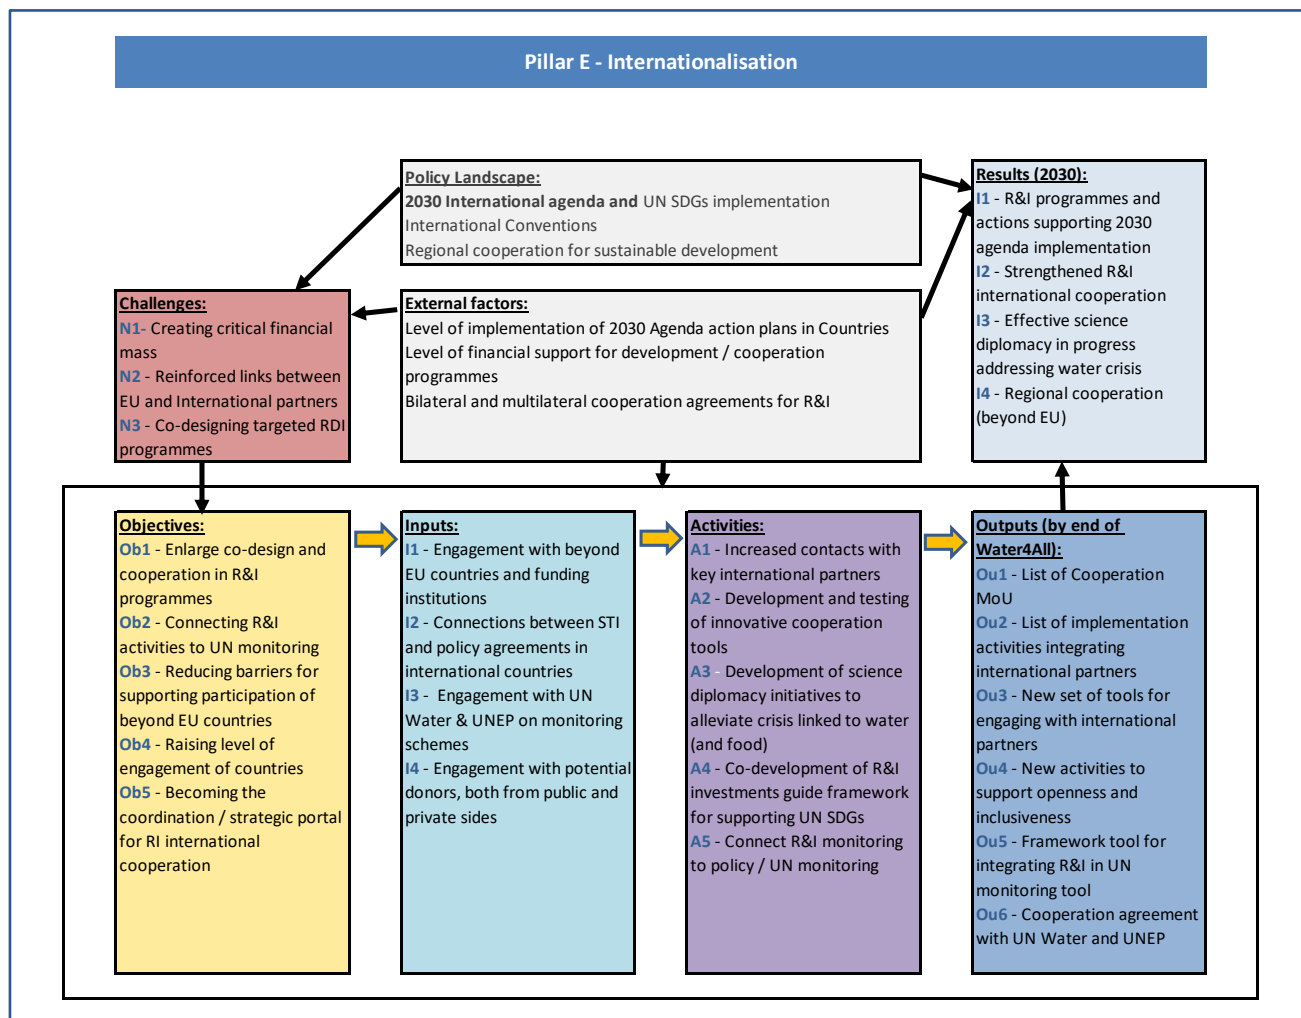 Pillar E - Internationalisation
Policy Landscape:
2030 International agenda and UN SDGs implementation
International Conventions
Regional cooperation for sustainable development
Results (2030):
I1 - R&I programmes and
actions supporting 2030
agenda implementation
I2 - Strengthened R&I
international cooperation
I3 - Effective science
diplomacy in progress
addressing water crisis
I4 - Regional cooperation
(beyond EU)
Challenges:
N1- Creating critical financial
mass
N2 - Reinforced links between
EU and International partners
N3 - Co-designing targeted RDI
programmes
External factors:
Level of implementation of 2030 Agenda action plans in Countries
Level of financial support for development / cooperation
programmes
Bilateral and multilateral cooperation agreements for R&I
Objectives:
Ob1 - Enlarge co-design and
cooperation in R&I
programmes
Ob2 - Connecting R&I
activities to UN monitoring
Ob3 - Reducing barriers for
supporting participation of
beyond EU countries
Ob4 - Raising level of
engagement of countries
Ob5 - Becoming the
coordination / strategic portal
for RI international
cooperation
Inputs:
I1 - Engagement with beyond
EU countries and funding
institutions
I2 - Connections between STI
and policy agreements in
international countries
I3 - Engagement with UN
Water & UNEP on monitoring
schemes
I4 - Engagement with potential
donors, both from public and
private sides
Activities:
A1 - Increased contacts with
key international partners
A2 - Development and testing
of innovative cooperation
tools
A3 - Development of science
diplomacy initiatives to
alleviate crisis linked to water
(and food)
A4 - Co-development of R&I
investments guide framework
for supporting UN SDGs
A5 - Connect R&I monitoring
to policy / UN monitoring
Outputs (by end of
Water4All):
Ou1 - List of Cooperation
MoU
Ou2 - List of implementation
activities integrating
international partners
Ou3 - New set of tools for
engaging with international
partners
Ou4 - New activities to
support openness and
inclusiveness
Ou5 - Framework tool for
integrating R&I in UN
monitoring tool
Ou6 - Cooperation agreement
with UN Water and UNEP